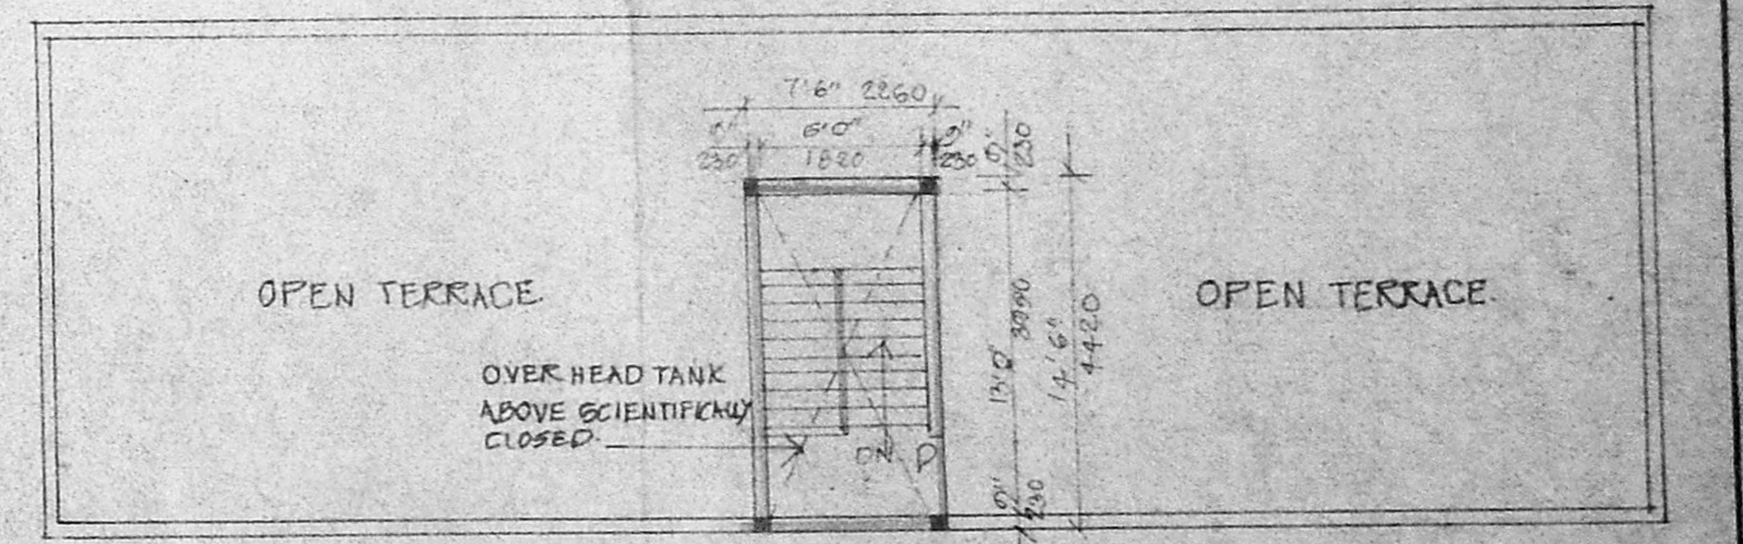 7'6" 2260
9" 6'0" 9"
230 1820 230
9"
230
OPEN TERRACE
OPEN TERRACE.
13'0"
3960
14'6"
4420
OVER HEAD TANK
ABOVE SCIENTIFICALLY
CLOSED.
DN. D
9"
230